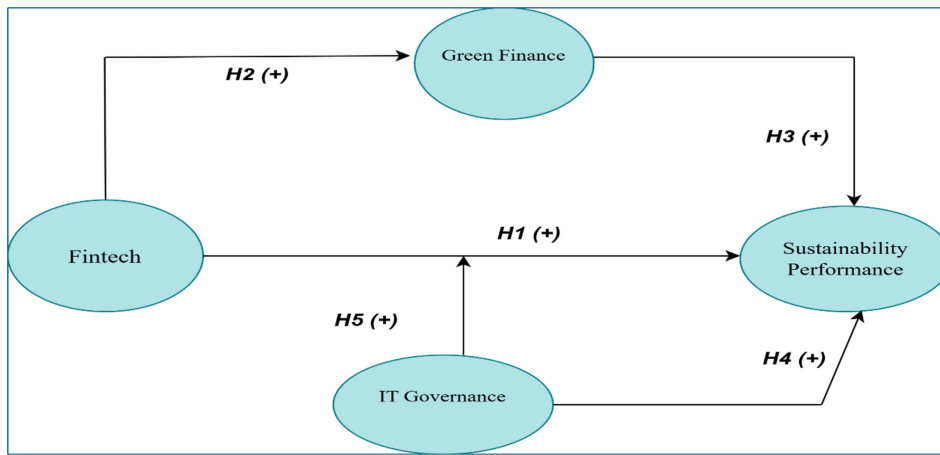 Green Finance
H2 (+)
H3 (+)
H1 (+)
Fintech
Sustainability
Performance
H5 (+)
H4 (+)
IT Governance